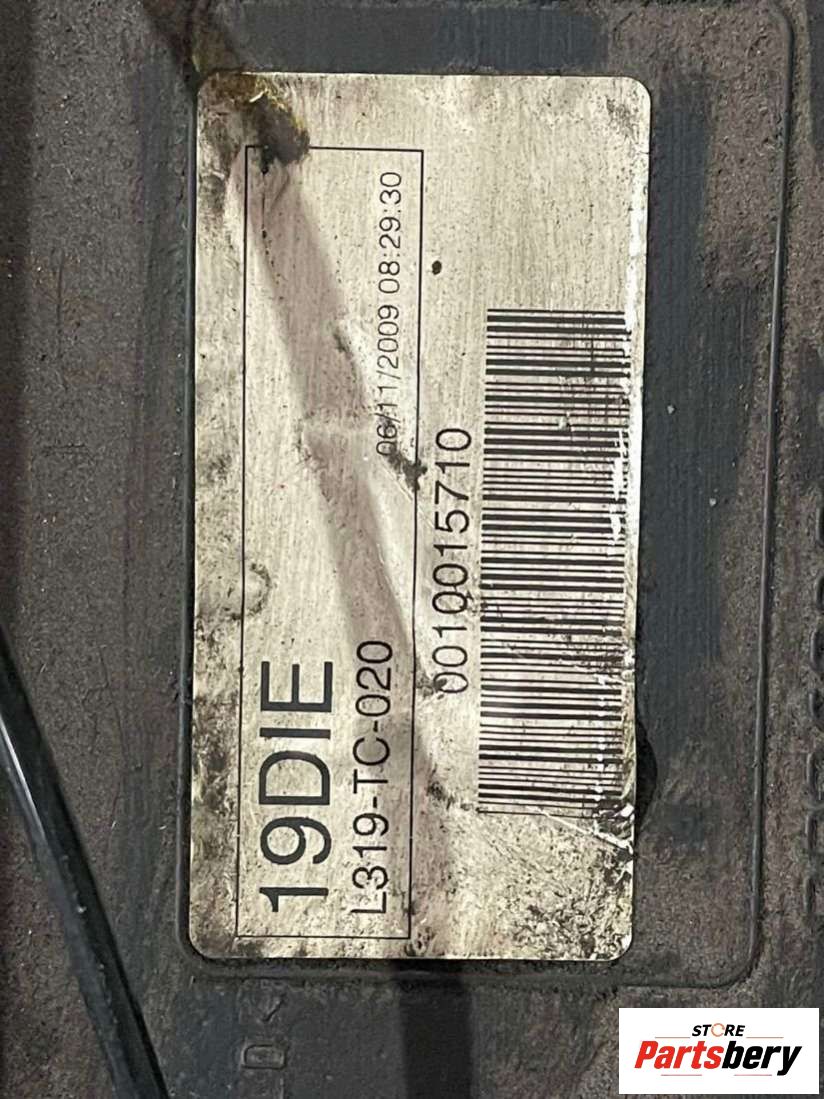 19DIE
L319-TC-020
06/11/2009 08:29:30
0010015710
STORE
Partsbery